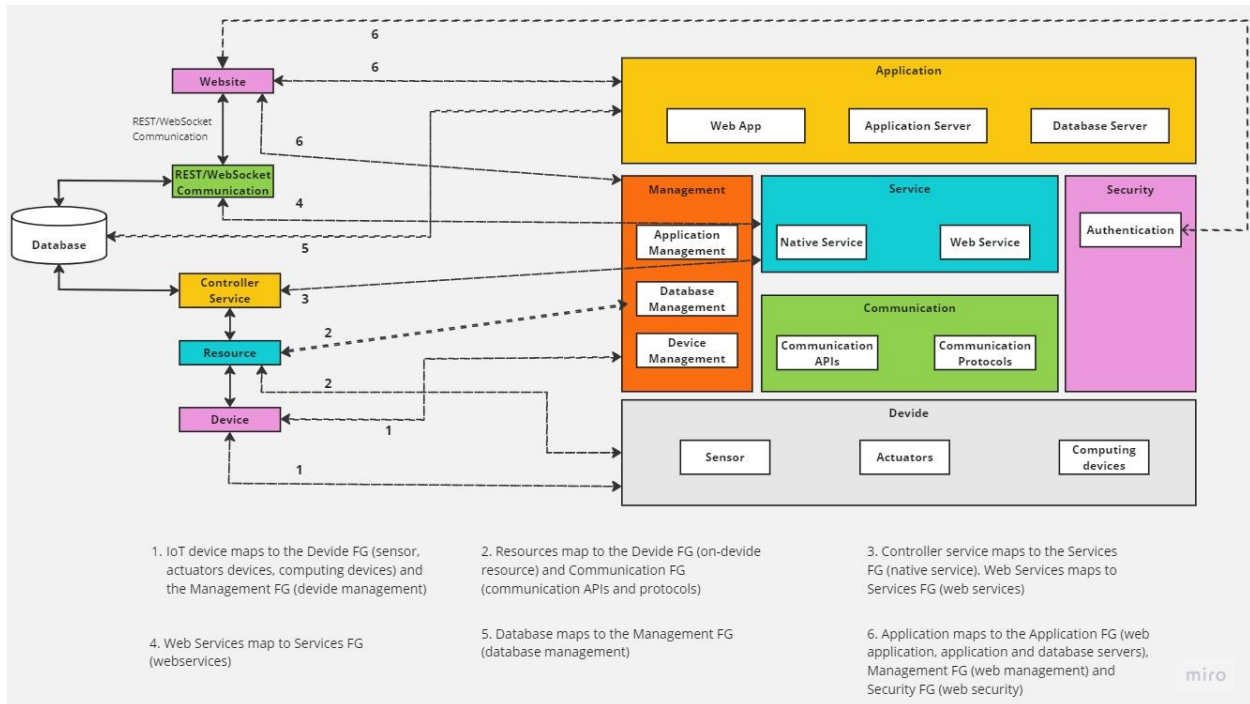 6
6
Website
Application
REST/WebSocket
Communication
Web App
Application Server
Database Server
6
REST/WebSocket
Communication
Management
Service
Security
4
Application
Management
Native Service
Web Service
Authentication
Database
5
Controller
Service
3
Database
Management
Communication
2
Resource
Device
Management
Communication
APIs
Communication
Protocols
2
Device
1
Devide
Sensor
Actuators
Computing
devices
1
1. IoT device maps to the Devide FG (sensor,
actuators devices, computing devices) and
the Management FG (devide management)
2. Resources map to the Devide FG (on-devide
resource) and Communication FG
(communication APIs and protocols)
3. Controller service maps to the Services
FG (native service). Web Services maps to
Services FG (web services)
4. Web Services map to Services FG
(webservices)
5. Database maps to the Management FG
(database management)
6. Application maps to the Application FG (web
application, application and database servers),
Management FG (web management) and
Security FG (web security)
miro